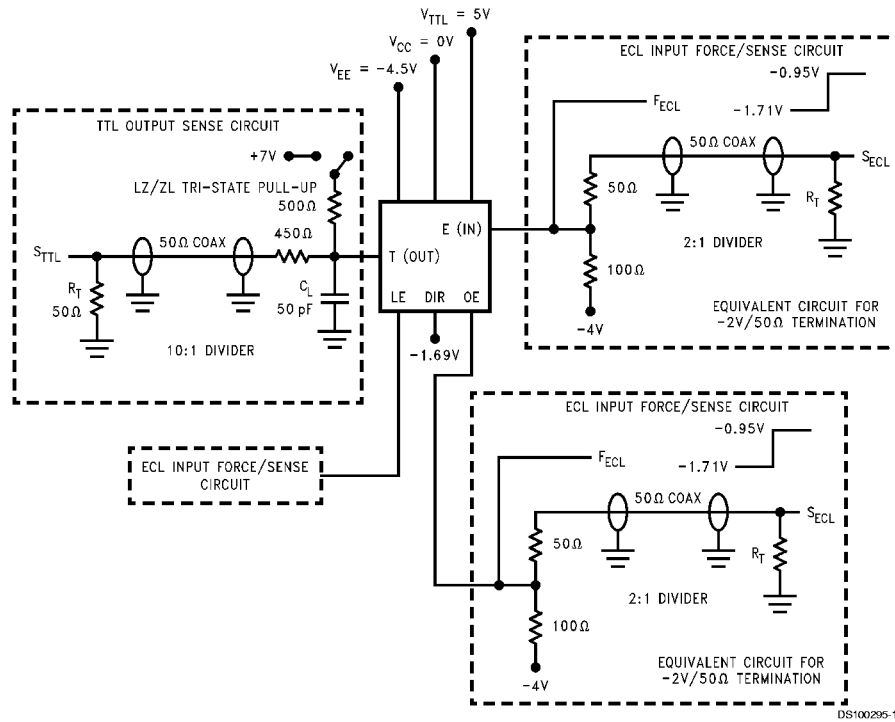 V_TTL = 5V
V_CC = 0V
V_EE = -4.5V
TTL OUTPUT SENSE CIRCUIT
+7V
LZ/ZL TRI-STATE PULL-UP
500Ω
450Ω
50Ω COAX
S_TTL
R_T
50Ω
C_L
50 pF
10:1 DIVIDER
E (IN)
T (OUT)
LE DIR OE
-1.69V
ECL INPUT FORCE/SENSE CIRCUIT
-0.95V
F_ECL
-1.71V
50Ω COAX
S_ECL
50Ω
R_T
2:1 DIVIDER
100Ω
-4V
EQUIVALENT CIRCUIT FOR
-2V/50Ω TERMINATION
ECL INPUT FORCE/SENSE
CIRCUIT
ECL INPUT FORCE/SENSE CIRCUIT
-0.95V
F_ECL
-1.71V
50Ω COAX
S_ECL
50Ω
R_T
2:1 DIVIDER
100Ω
-4V
EQUIVALENT CIRCUIT FOR
-2V/50Ω TERMINATION